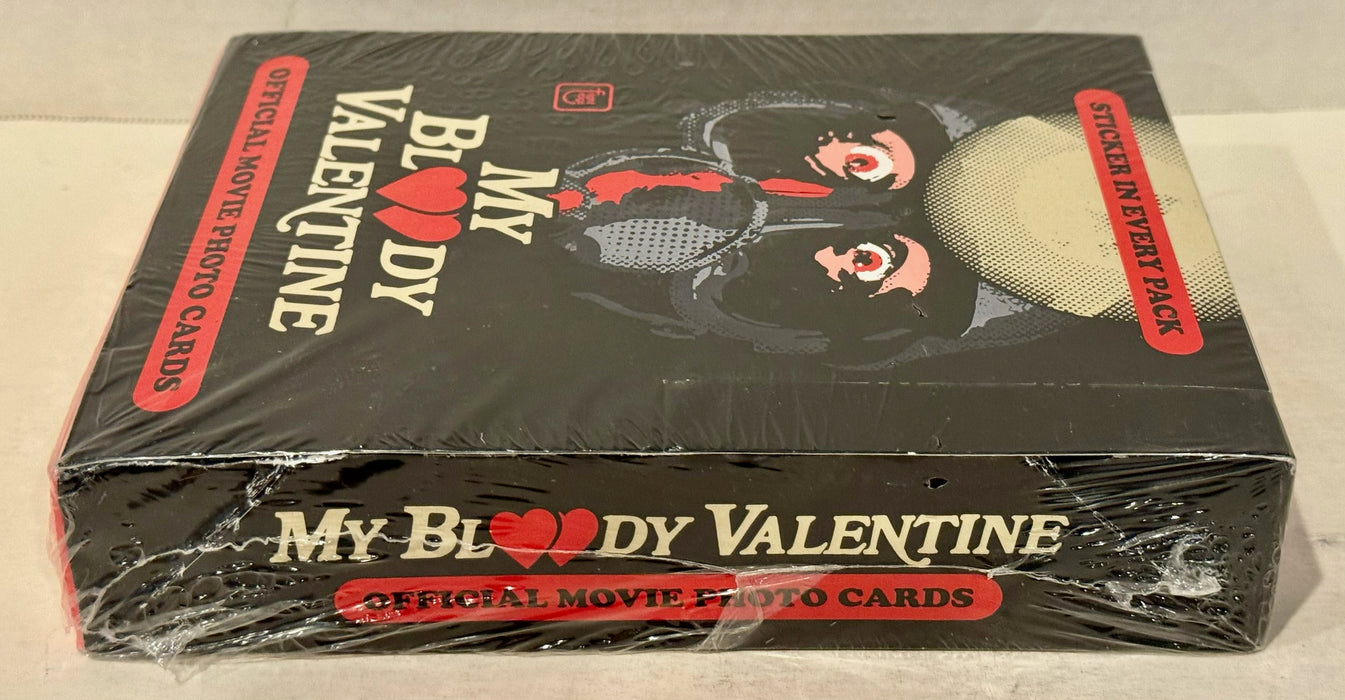 STICKER IN EVERY PACK
MY
BLOODY
VALENTINE
OFFICIAL MOVIE PHOTO CARDS
MY BLOODY VALENTINE
OFFICIAL MOVIE PHOTO CARDS